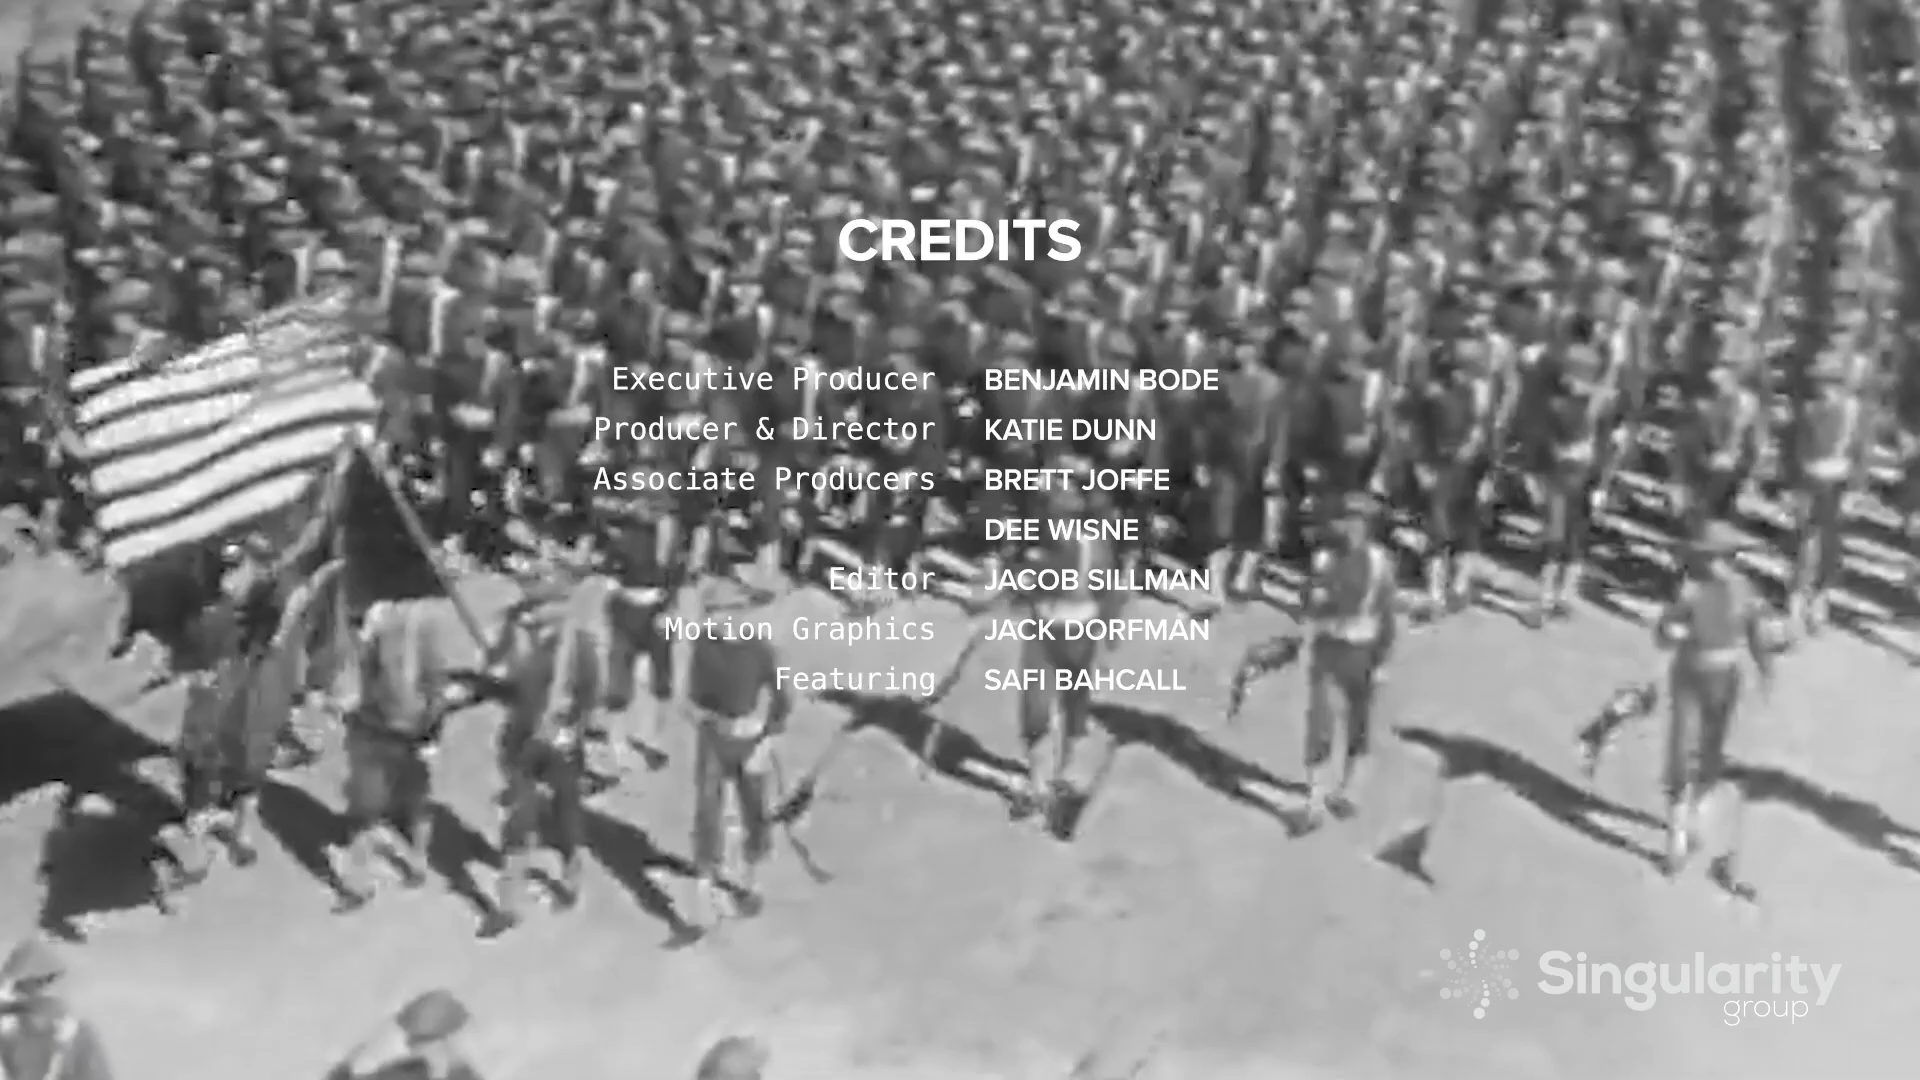 CREDITS
Executive Producer BENJAMIN BODE
Producer & Director KATIE DUNN
Associate Producers BRETT JOFFE
DEE WISNE
Editor JACOB SILLMAN
Motion Graphics JACK DORFMAN
Featuring SAFI BAHCALL
Singularity
group